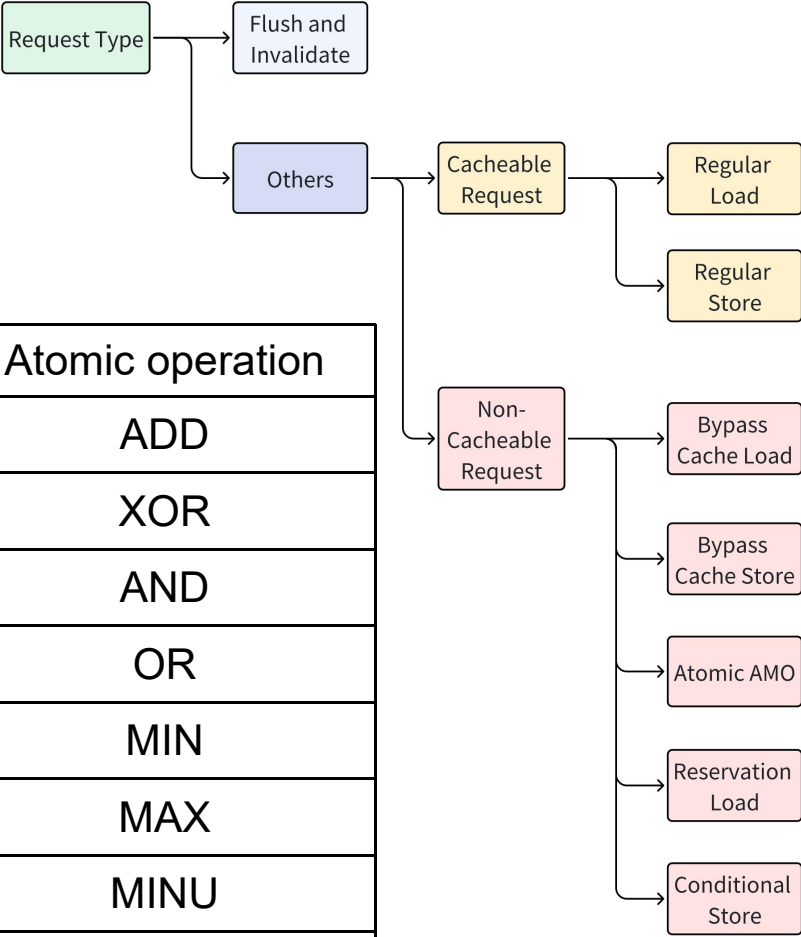 Request Type
Flush and
Invalidate
Others
Cacheable
Request
Regular
Load
Regular
Store
Non-
Cacheable
Request
Bypass
Cache Load
Bypass
Cache Store
Atomic AMO
Reservation
Load
Conditional
Store
Atomic operation
ADD
XOR
AND
OR
MIN
MAX
MINU